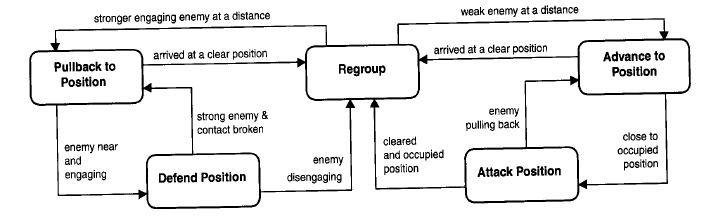 stronger engaging enemy at a distance
weak enemy at a distance
Pullback to
Position
arrived at a clear position
Regroup
arrived at a clear position
Advance to
Position
strong enemy &
contact broken
enemy
pulling back
enemy near
and
engaging
close to
occupied
position
cleared
and occupied
position
Defend Position
enemy
disengaging
Attack Position